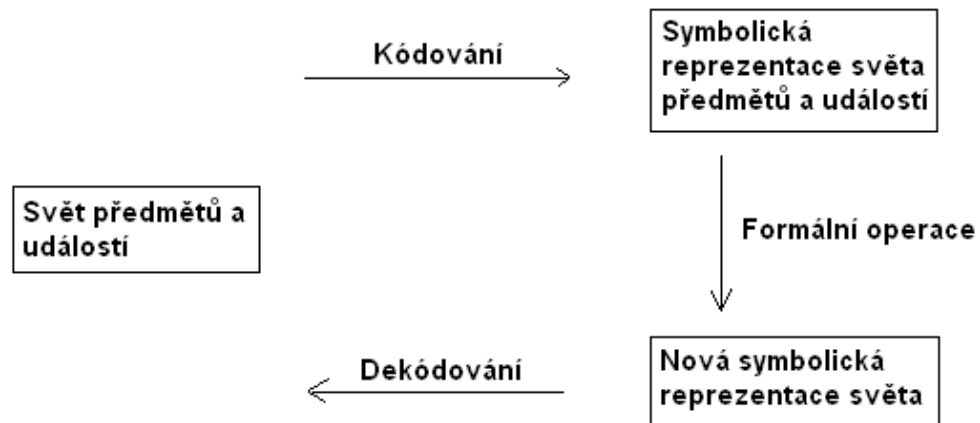 Kódování
Symbolická
reprezentace světa
předmětů a událostí
Svět předmětů a
událostí
Formální operace
Dekódování
Nová symbolická
reprezentace světa